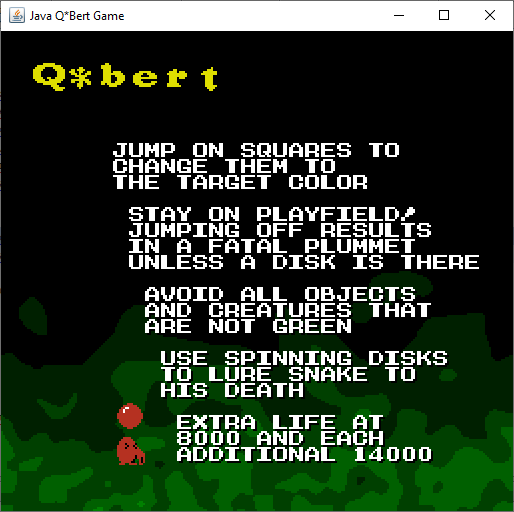 Java Q*Bert Game
Q*bert
JUMP ON SQUARES TO
CHANGE THEM TO
THE TARGET COLOR
STAY ON PLAYFIELD!
JUMPING OFF RESULTS
IN A FATAL PLUMMET
UNLESS A DISK IS THERE
AVOID ALL OBJECTS
AND CREATURES THAT
ARE NOT GREEN
USE SPINNING DISKS
TO LURE SNAKE TO
HIS DEATH
EXTRA LIFE AT
8000 AND EACH
ADDITIONAL 14000